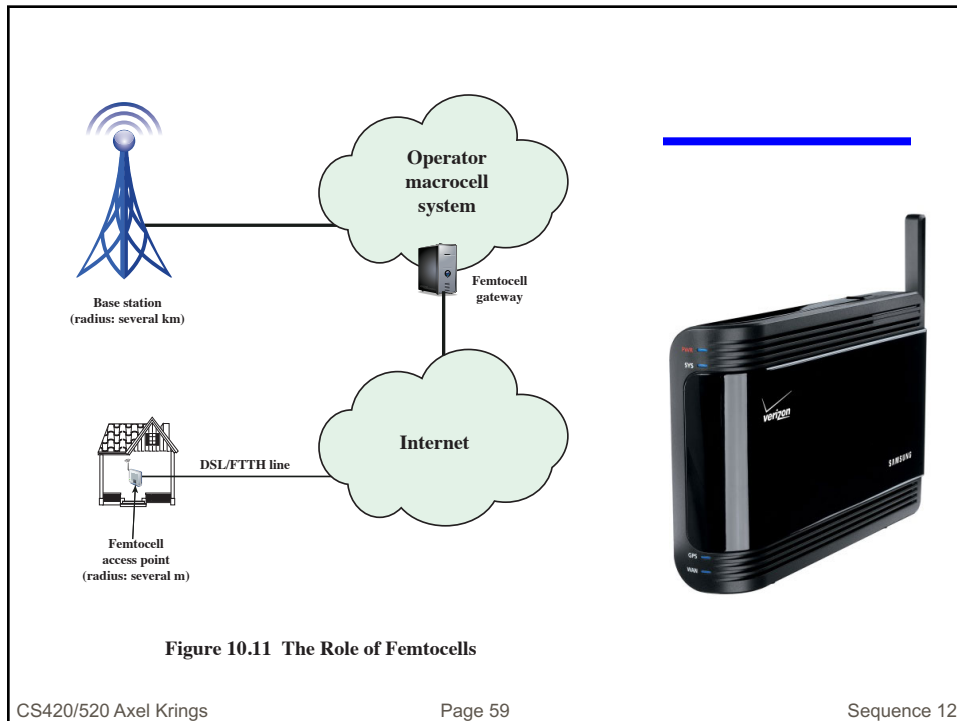 Operator
macrocell
system
Femtocell
gateway
Base station
(radius: several km)
Internet
DSL/FTTH line
Femtocell
access point
(radius: several m)
PWR
SYS
verizon
SAMSUNG
GPS
WAN
Figure 10.11 The Role of Femtocells
CS420/520 Axel Krings Page 59 Sequence 12